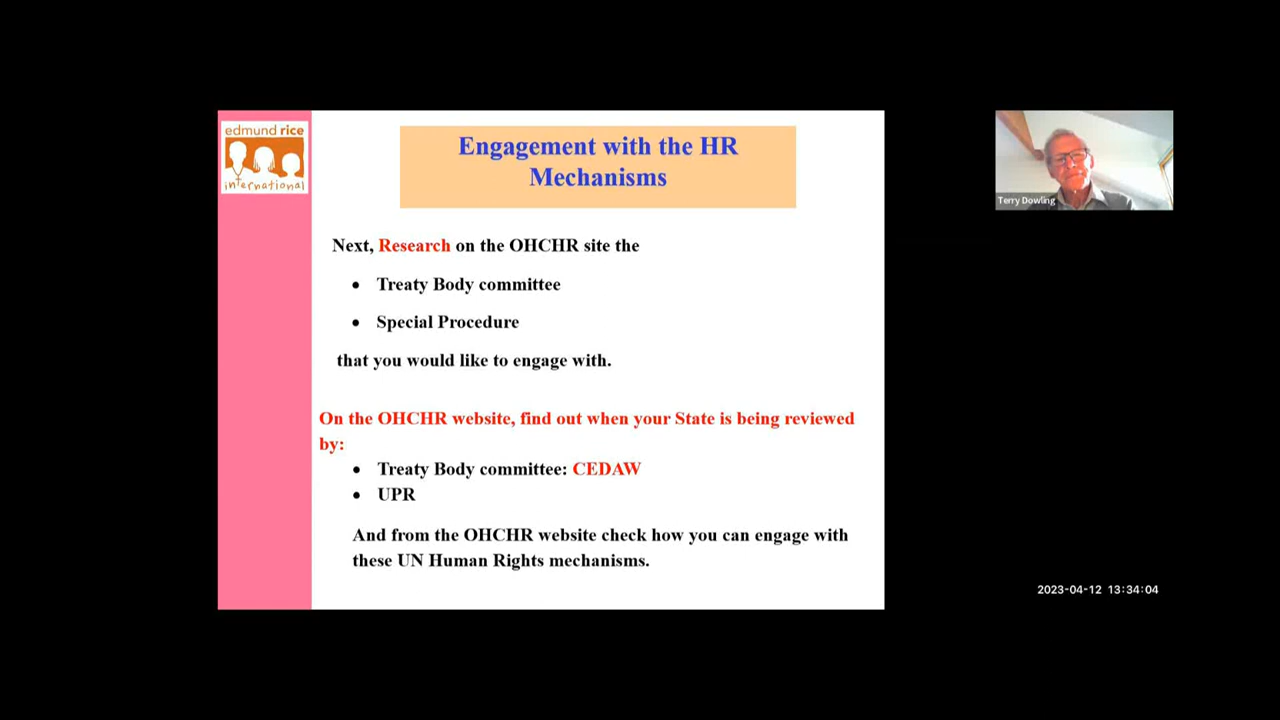 edmund rice
international
Engagement with the HR
Mechanisms
Next, Research on the OHCHR site the
• Treaty Body committee
• Special Procedure
that you would like to engage with.
On the OHCHR website, find out when your State is being reviewed
by:
• Treaty Body committee: CEDAW
• UPR
And from the OHCHR website check how you can engage with
these UN Human Rights mechanisms.
Terry Dowling
2023-04-12 13:34:04